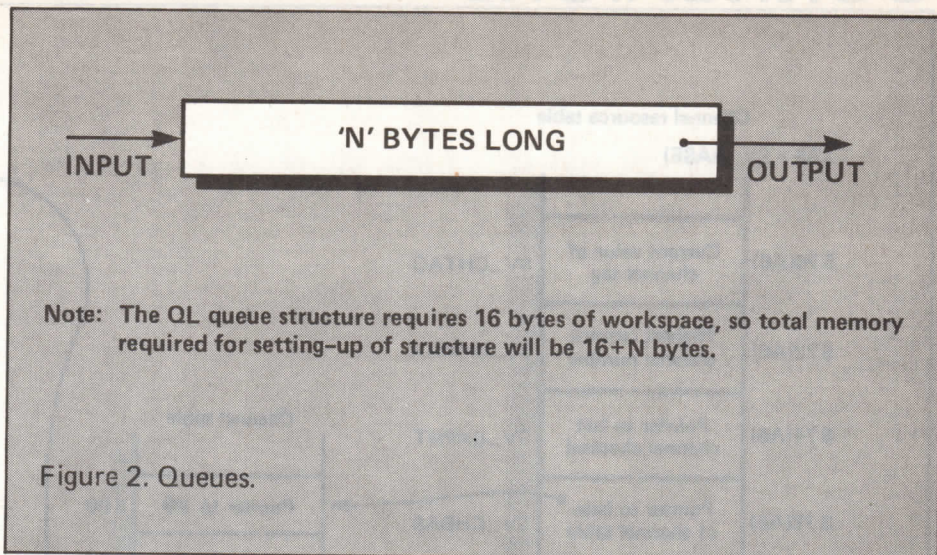 'N' BYTES LONG
INPUT
OUTPUT
Note: The QL queue structure requires 16 bytes of workspace, so total memory
required for setting-up of structure will be 16+N bytes.
Figure 2. Queues.